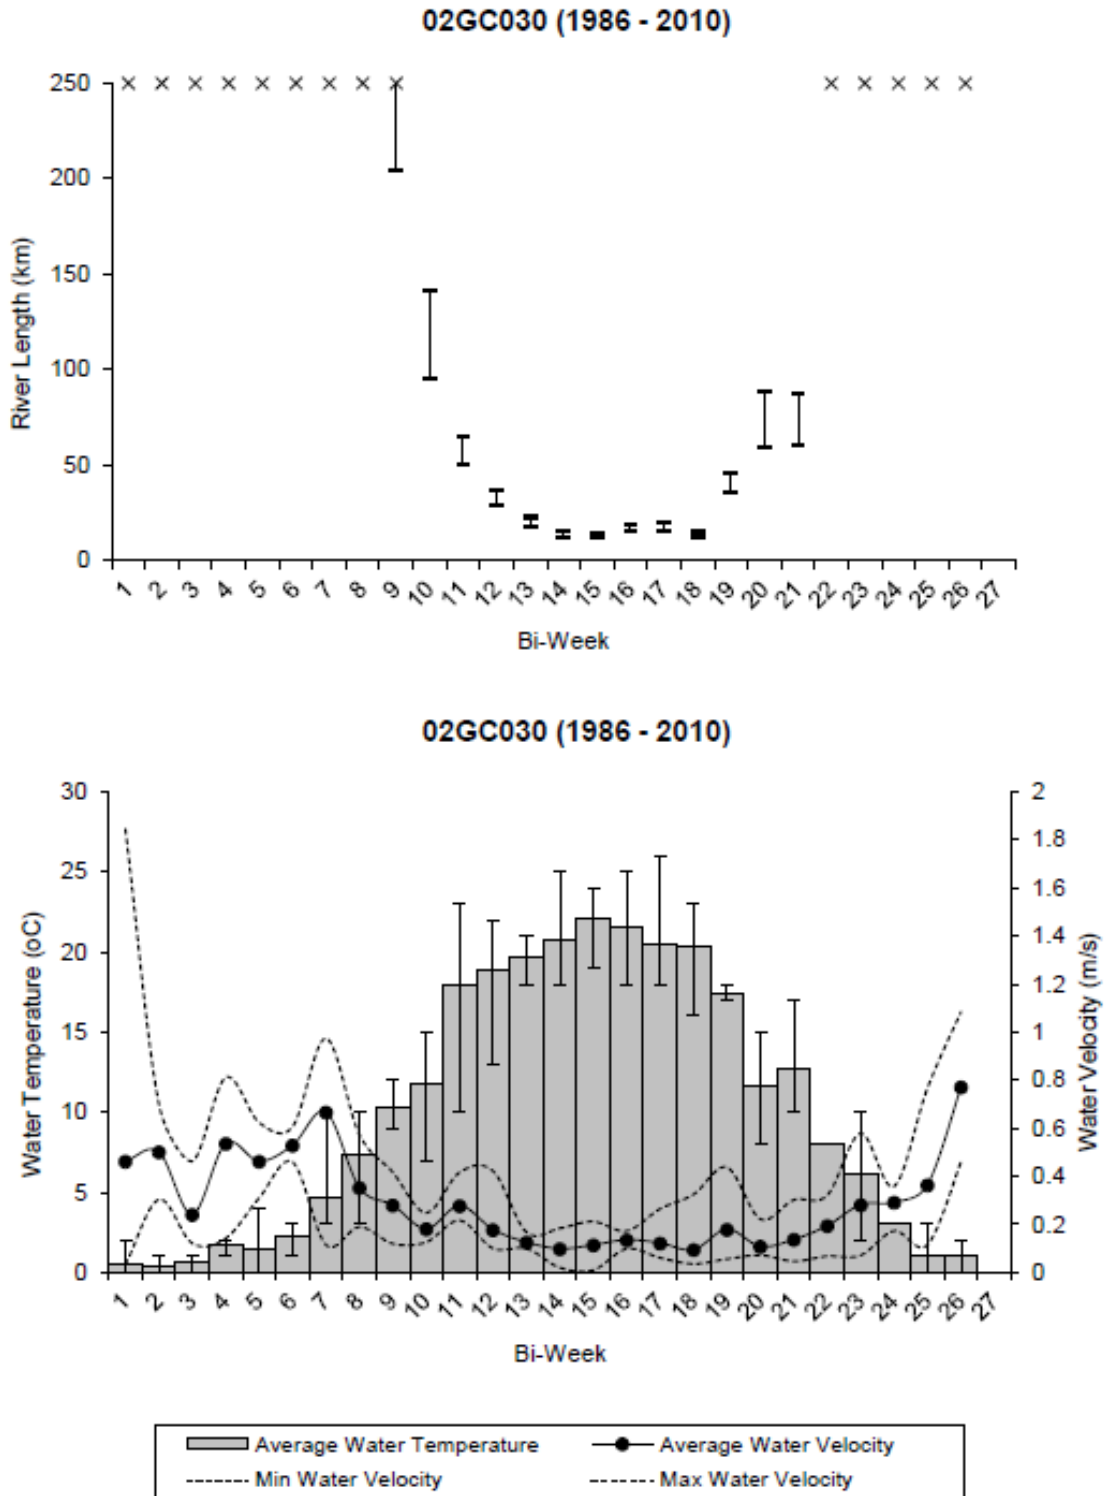 02GC030 (1986 - 2010)
250
200
150
100
50
0
River Length (km)
1 2 3 4 5 6 7 8 9 10 11 12 13 14 15 16 17 18 19 20 21 22 23 24 25 26 27
Bi-Week
02GC030 (1986 - 2010)
30
25
20
15
10
5
0
Water Temperature (oC)
2
1.8
1.6
1.4
1.2
1
0.8
0.6
0.4
0.2
0
Water Velocity (m/s)
1 2 3 4 5 6 7 8 9 10 11 12 13 14 15 16 17 18 19 20 21 22 23 24 25 26 27
Bi-Week
Average Water Temperature Average Water Velocity
Min Water Velocity Max Water Velocity